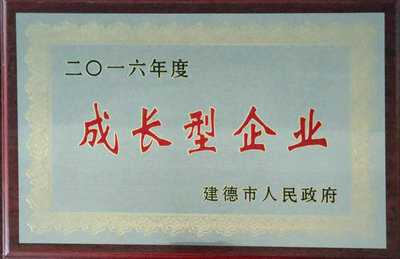 二〇一六年度
成长型企业
建德市人民政府